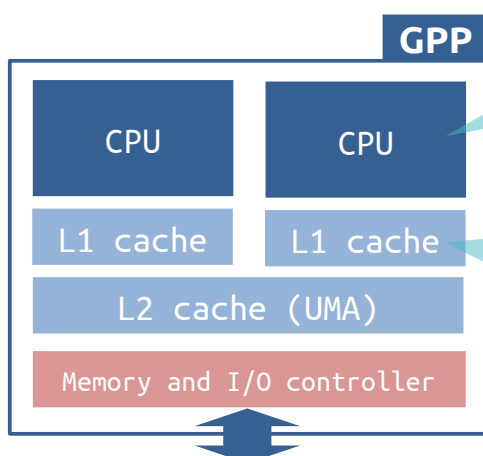 GPP
CPU
CPU
L1 cache
L1 cache
L2 cache (UMA)
Memory and I/O controller